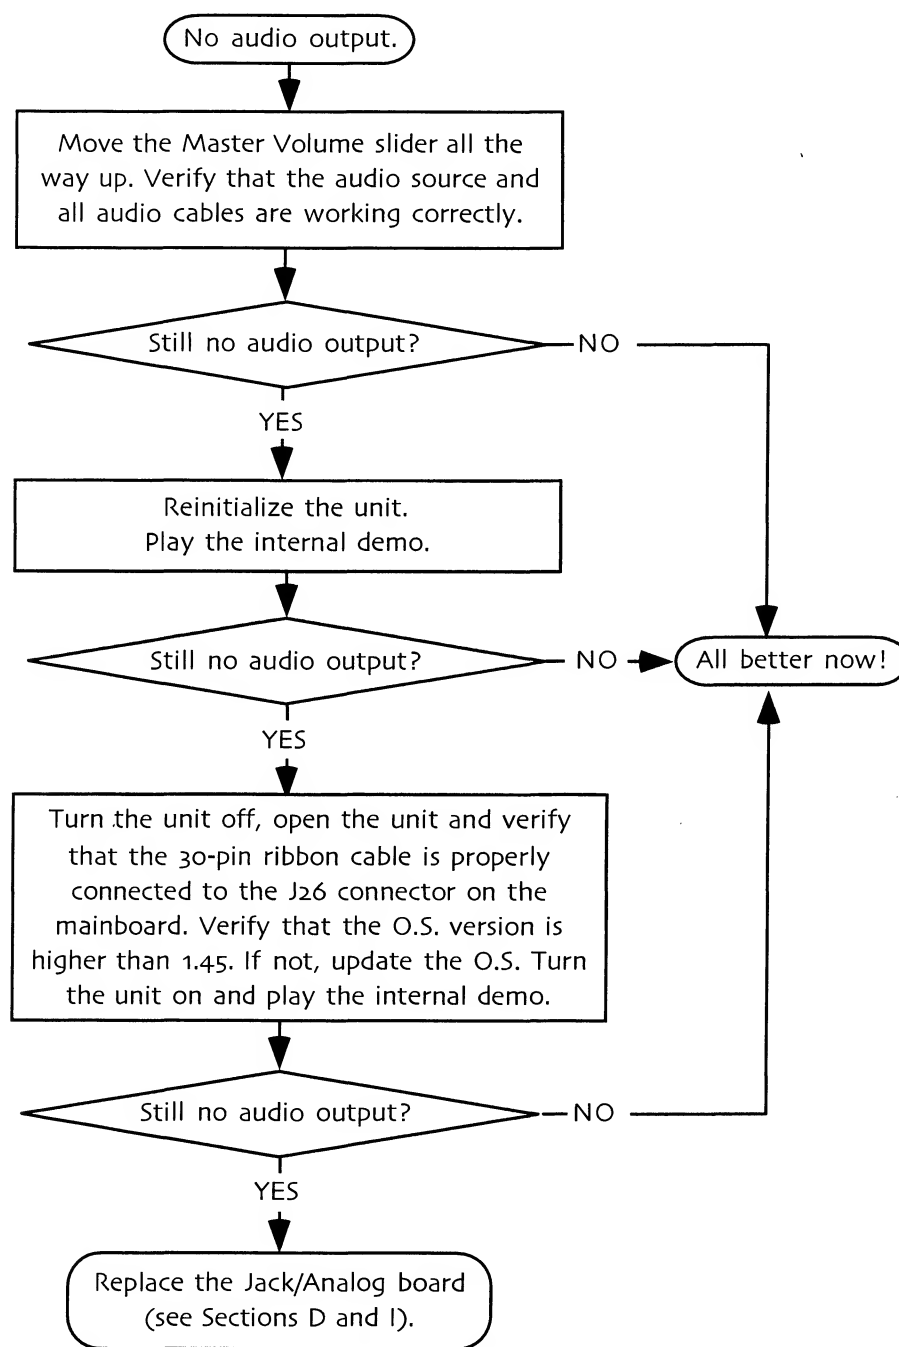 No audio output.
Move the Master Volume slider all the
way up. Verify that the audio source and
all audio cables are working correctly.
Still no audio output?
NO
YES
Reinitialize the unit.
Play the internal demo.
Still no audio output?
NO
All better now!
YES
Turn the unit off, open the unit and verify
that the 30-pin ribbon cable is properly
connected to the J26 connector on the
mainboard. Verify that the O.S. version is
higher than 1.45. If not, update the O.S. Turn
the unit on and play the internal demo.
Still no audio output?
NO
YES
Replace the Jack/Analog board
(see Sections D and I).